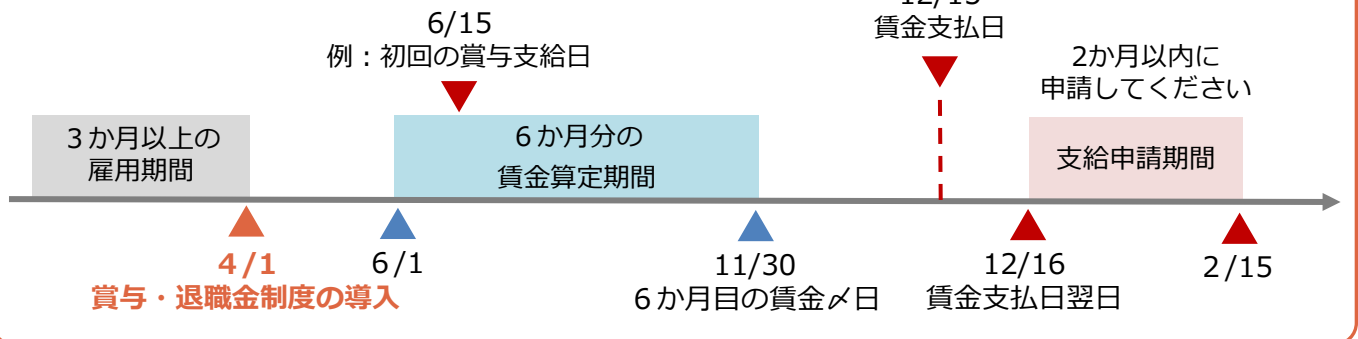 12/15
賃金支払日
6/15
例：初回の賞与支給日
2か月以内に
申請してください
３か月以上の
雇用期間
６か月分の
賃金算定期間
支給申請期間
４/1
賞与・退職金制度の導入
６/1
11/30
６か月目の賃金〆日
12/16
賃金支払日翌日
２/15